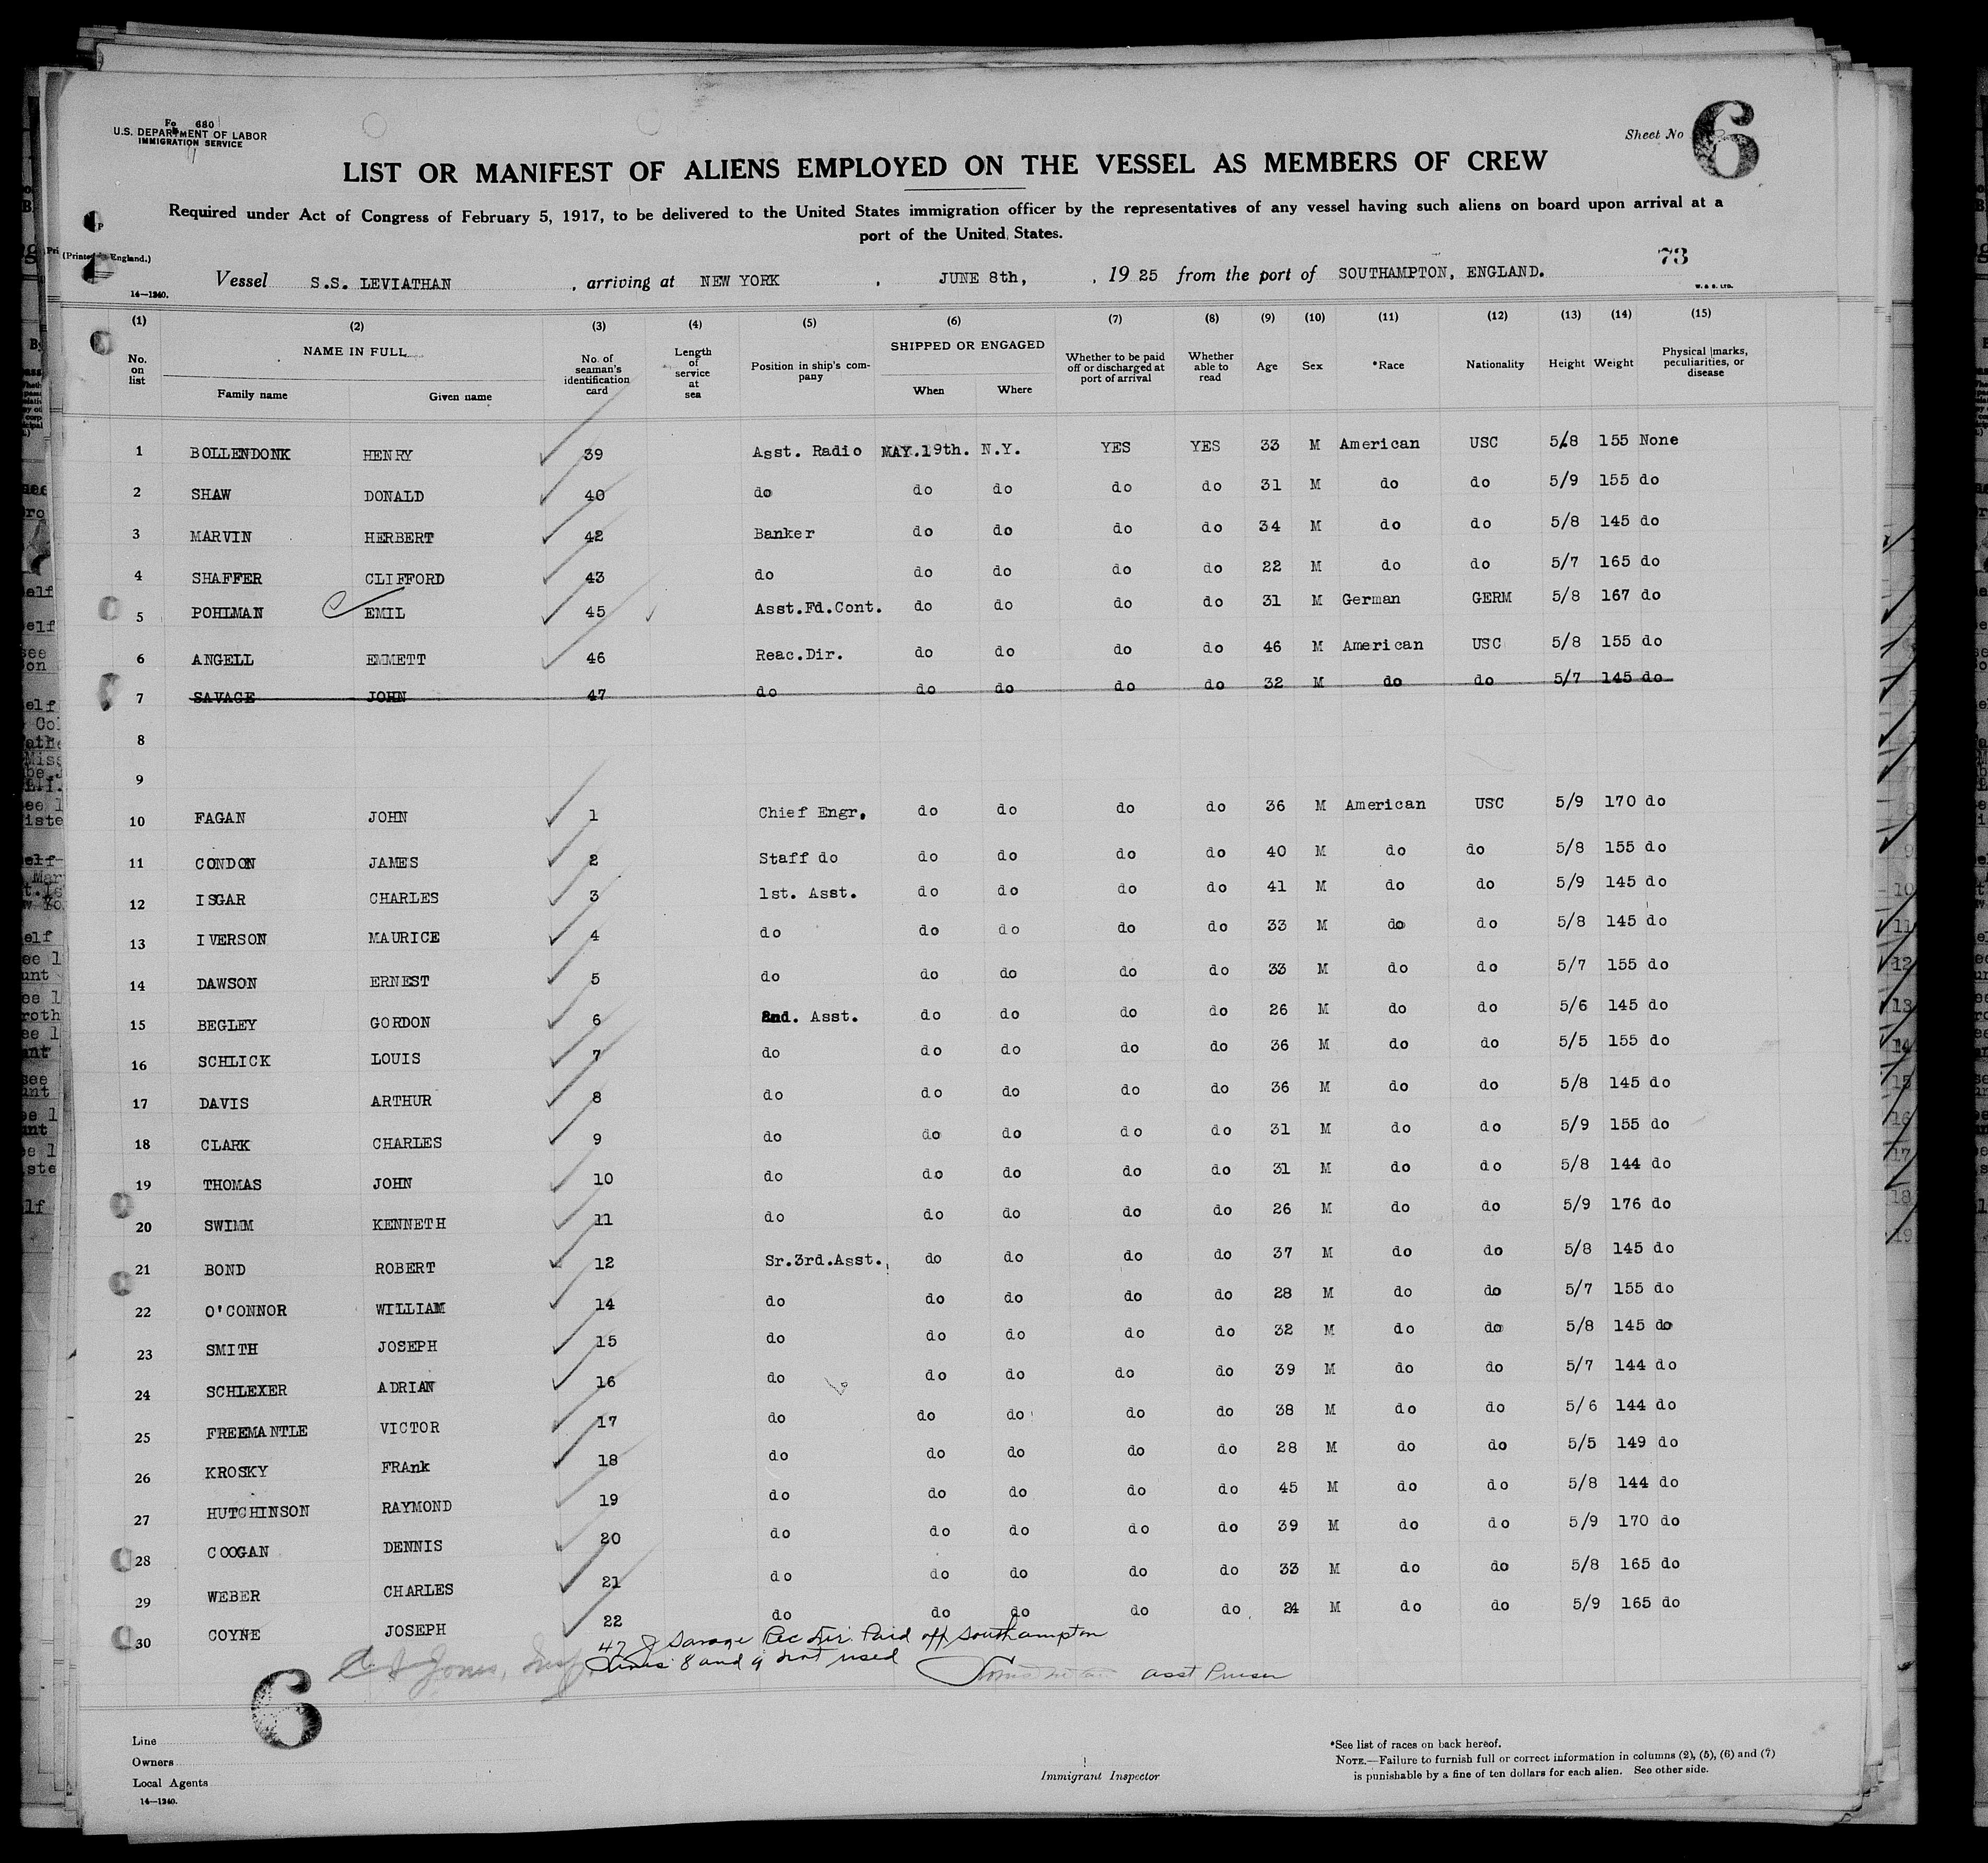 Fo 680
U.S. DEPARTMENT OF LABOR
IMMIGRATION SERVICE
Sheet No 6
LIST OR MANIFEST OF ALIENS EMPLOYED ON THE VESSEL AS MEMBERS OF CREW
Required under Act of Congress of February 5, 1917, to be delivered to the United States immigration officer by the representatives of any vessel having such aliens on board upon arrival at a
port of the United States.
(Printed in England.)
73
Vessel S.S. LEVIATHAN , arriving at NEW YORK , JUNE 8th, , 19 25 from the port of SOUTHAMPTON, ENGLAND.
14—1240.
W. & S. LTD.
(1) (2) (3) (4) (5) (6) (7) (8) (9) (10) (11) (12) (13) (14) (15)
No. on list NAME IN FULL Family name Given name No. of seaman's identification card Length of service at sea Position in ship's company SHIPPED OR ENGAGED When Where Whether to be paid off or discharged at port of arrival Whether able to read Age Sex *Race Nationality Height Weight Physical marks, peculiarities, or disease
1 BOLLENDONK HENRY 39 Asst. Radio MAY.19th. N.Y. YES YES 33 M American USC 5/8 155 None
2 SHAW DONALD 40 do do do do do 31 M do do 5/9 155 do
3 MARVIN HERBERT 42 Banker do do do do 34 M do do 5/8 145 do
4 SHAFFER CLIFFORD 43 do do do do do 22 M do do 5/7 165 do
5 POHLMAN EMIL 45 Asst.Fd.Cont. do do do do 31 M German GERM 5/8 167 do
6 ANGELL EMMETT 46 Reac.Dir. do do do do 46 M American USC 5/8 155 do
7 SAVAGE JOHN 47 do do do do do 32 M do do 5/7 145 do
8
9
10 FAGAN JOHN 1 Chief Engr. do do do do 36 M American USC 5/9 170 do
11 CONDON JAMES 2 Staff do do do do do 40 M do do 5/8 155 do
12 ISGAR CHARLES 3 1st. Asst. do do do do 41 M do do 5/9 145 do
13 IVERSON MAURICE 4 do do do do do 33 M do do 5/8 145 do
14 DAWSON ERNEST 5 do do do do do 33 M do do 5/7 155 do
15 BEGLEY GORDON 6 2nd. Asst. do do do do 26 M do do 5/6 145 do
16 SCHLICK LOUIS 7 do do do do do 36 M do do 5/5 155 do
17 DAVIS ARTHUR 8 do do do do do 36 M do do 5/8 145 do
18 CLARK CHARLES 9 do do do do do 31 M do do 5/9 155 do
19 THOMAS JOHN 10 do do do do do 31 M do do 5/8 144 do
20 SWIMM KENNETH 11 do do do do do 26 M do do 5/9 176 do
21 BOND ROBERT 12 Sr.3rd.Asst. do do do do 37 M do do 5/8 145 do
22 O'CONNOR WILLIAM 14 do do do do do 28 M do do 5/7 155 do
23 SMITH JOSEPH 15 do do do do do 32 M do do 5/8 145 do
24 SCHLEXER ADRIAN 16 do do do do do 39 M do do 5/7 144 do
25 FREEMANTLE VICTOR 17 do do do do do 38 M do do 5/6 144 do
26 KROSKY FRAnk 18 do do do do do 28 M do do 5/5 149 do
27 HUTCHINSON RAYMOND 19 do do do do do 45 M do do 5/8 144 do
28 COOGAN DENNIS 20 do do do do do 39 M do do 5/9 170 do
29 WEBER CHARLES 21 do do do do do 33 M do do 5/8 165 do
30 COYNE JOSEPH 22 do do do do do 24 M do do 5/9 165 do
47 J Savage Rec Dir. Paid off Southampton
Lines 8 and 9 not used
Jones, Insp.
asst Purser
6
Line
Owners
Local Agents
14—1240.
Immigrant Inspector
*See list of races on back hereof.
NOTE.—Failure to furnish full or correct information in columns (2), (5), (6) and (7)
is punishable by a fine of ten dollars for each alien. See other side.